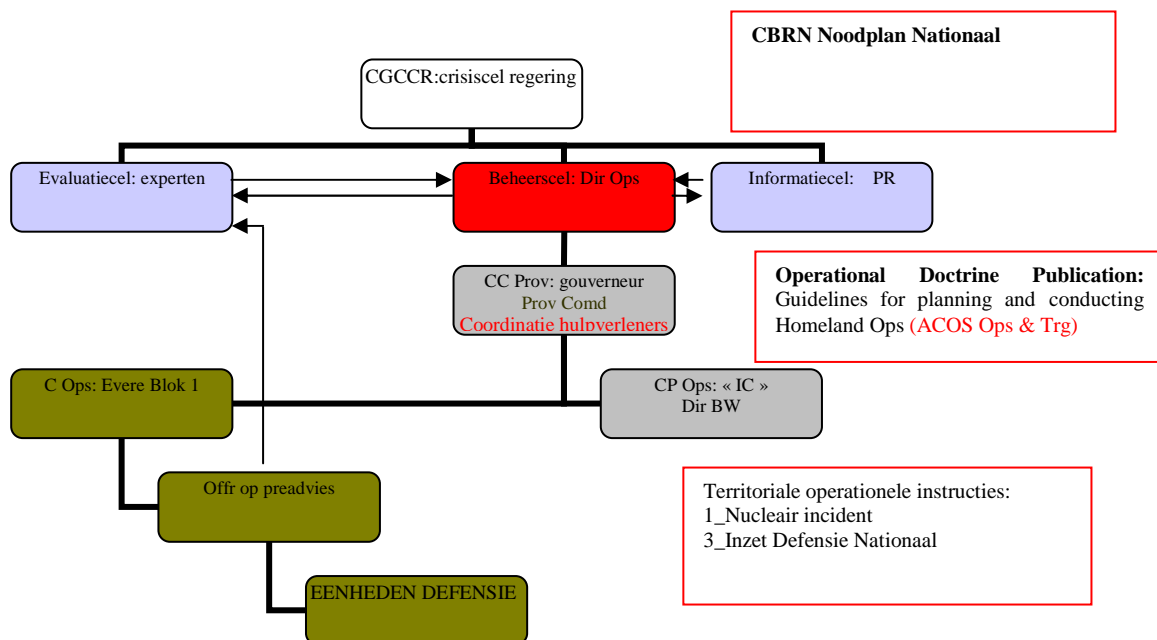 CBRN Noodplan Nationaal
CGCCR:crisiscel regering
Evaluatiecel: experten
Beheerscel: Dir Ops
Informatiecel: PR
CC Prov: gouverneur
Prov Comd
Coordinatie hulpverleners
Operational Doctrine Publication:
Guidelines for planning and conducting
Homeland Ops (ACOS Ops & Trg)
C Ops: Evere Blok 1
CP Ops: « IC »
Dir BW
Offr op preadvies
Territoriale operationele instructies:
1_Nucleair incident
3_Inzet Defensie Nationaal
EENHEDEN DEFENSIE